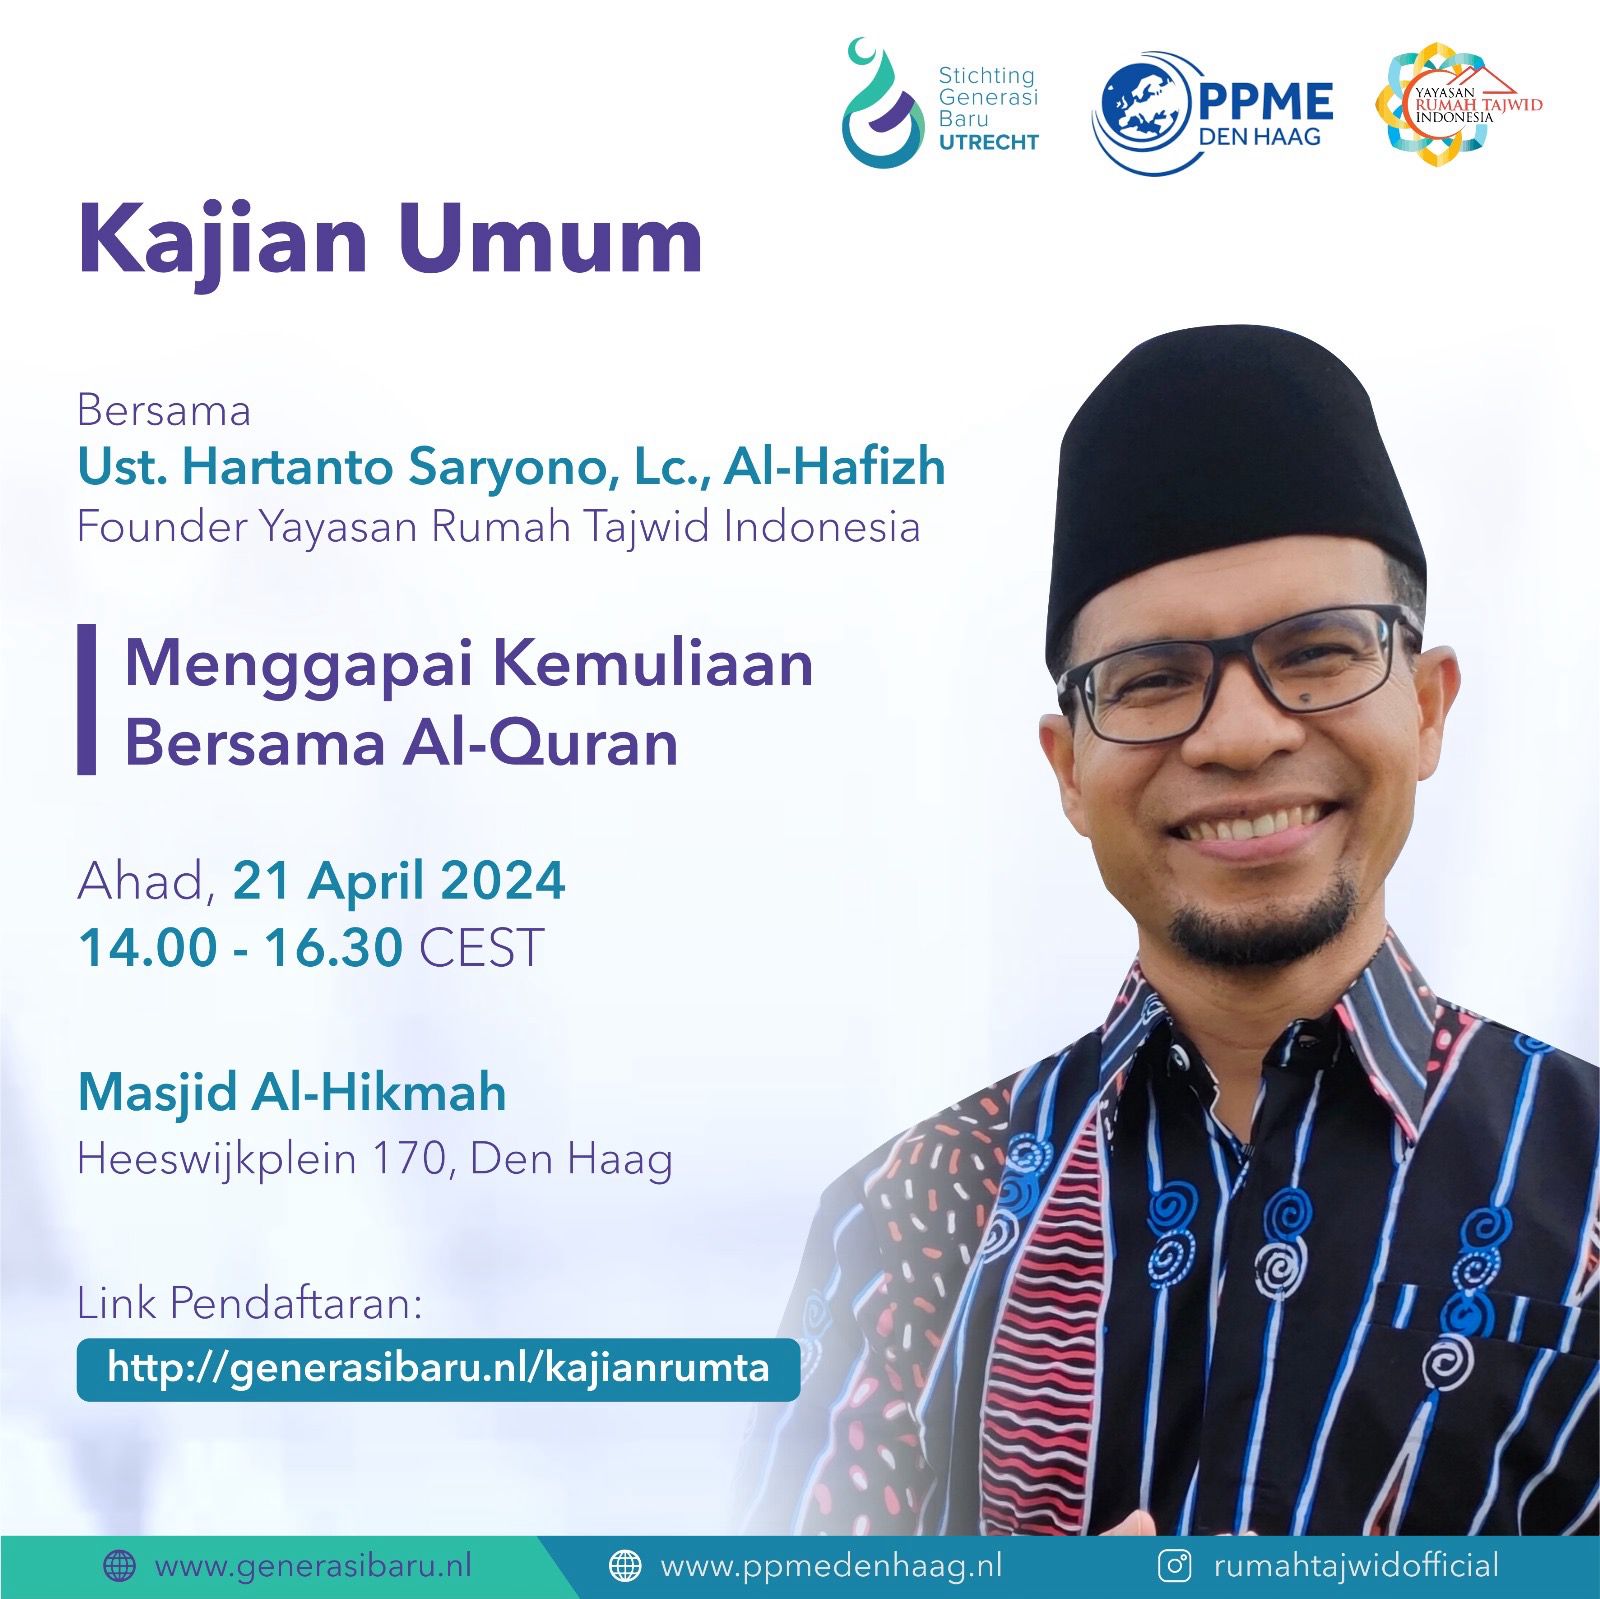 Stichting
Generasi
Baru
UTRECHT
PPME
DEN HAAG
YAYASAN
RUMAH TAJWID
INDONESIA
Kajian Umum
Bersama
Ust. Hartanto Saryono, Lc., Al-Hafizh
Founder Yayasan Rumah Tajwid Indonesia
Menggapai Kemuliaan
Bersama Al-Quran
Ahad, 21 April 2024
14.00 - 16.30 CEST
Masjid Al-Hikmah
Heeswijkplein 170, Den Haag
Link Pendaftaran:
http://generasibaru.nl/kajianrumta
www.generasibaru.nl
www.ppmedenhaag.nl
rumahtajwidofficial